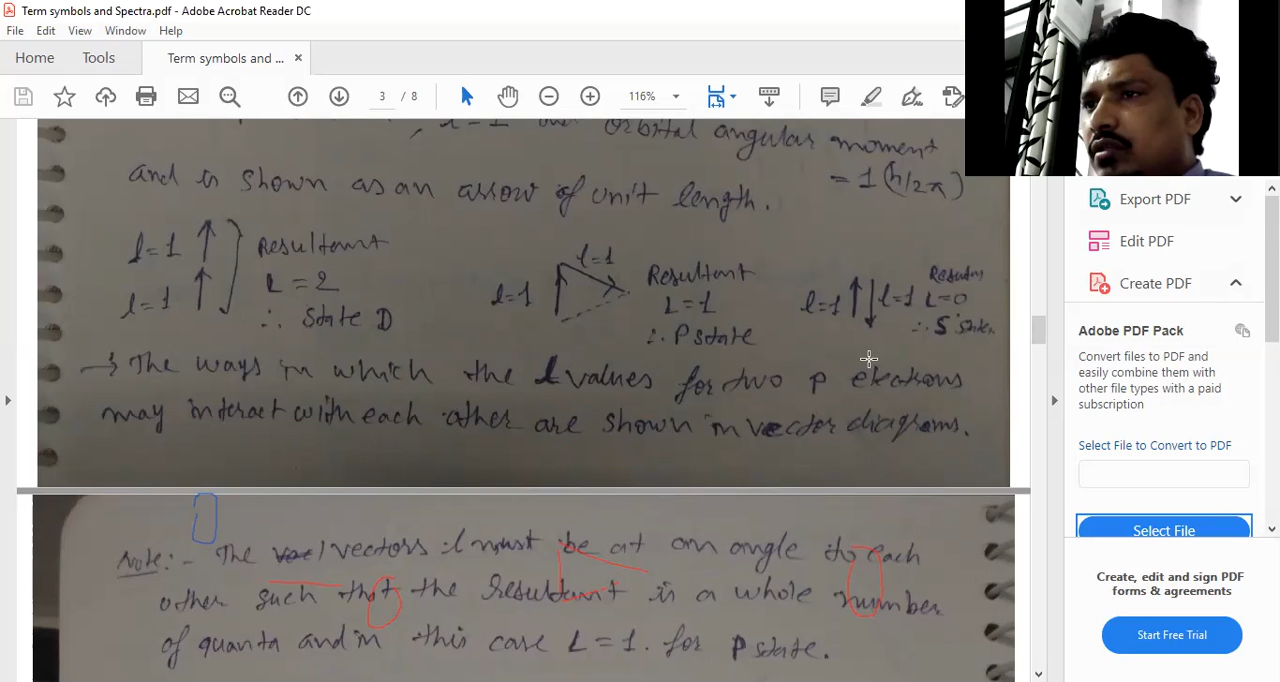 Term symbols and Spectra.pdf - Adobe Acrobat Reader DC
File Edit View Window Help
Home Tools Term symbols and ... ×
3 / 8 116%
, l=1 Orbital angular moment
= 1 (h/2π)
and is shown as an arrow of unit length.
l=1
l=1
Resultant
L=2
∴ State D
l=1
l=1
Resultant
L=1
∴ P state
l=1
l=1
L=0
∴ S state
→ The ways in which the l values for two p electrons
may interact with each other are shown in vector diagrams.
Note:- The vectors l must be at an angle to each
other such that the resultant is a whole number
of quanta and in this case L=1. for P state.
Export PDF
Edit PDF
Create PDF
Adobe PDF Pack
Convert files to PDF and
easily combine them with
other file types with a paid
subscription
Select File to Convert to PDF
Select File
Create, edit and sign PDF
forms & agreements
Start Free Trial